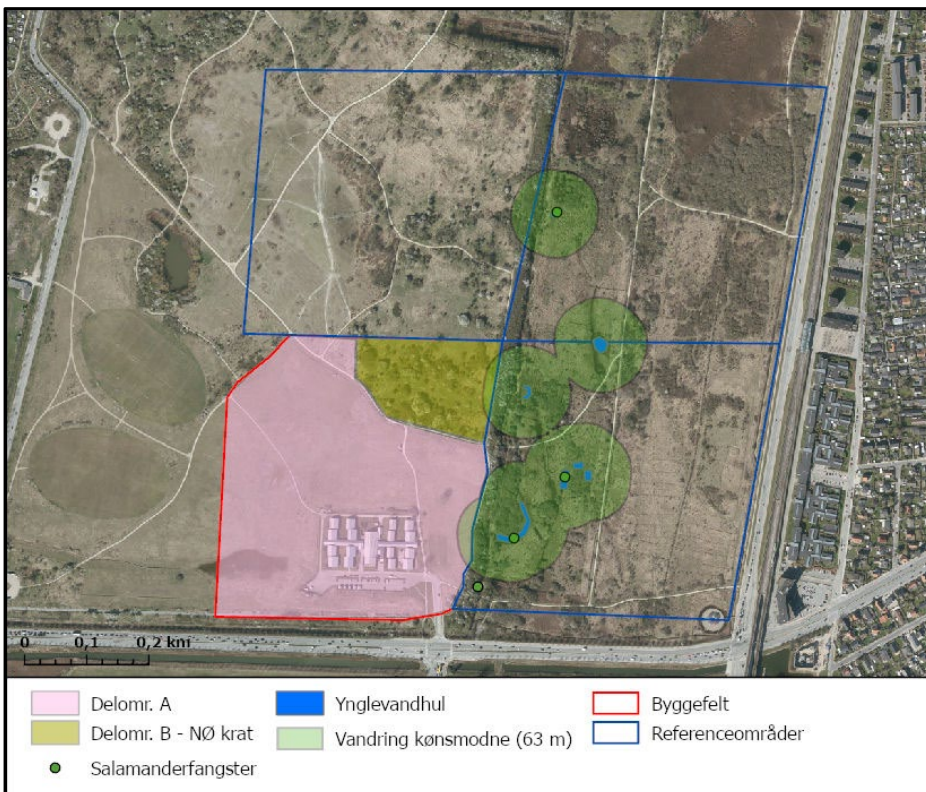 0 0,1 0,2 km
Delomr. A
Ynglevandhul
Byggefelt
Delomr. B - NØ krat
Vandring kønsmodne (63 m)
Referenceområder
Salamanderfangster